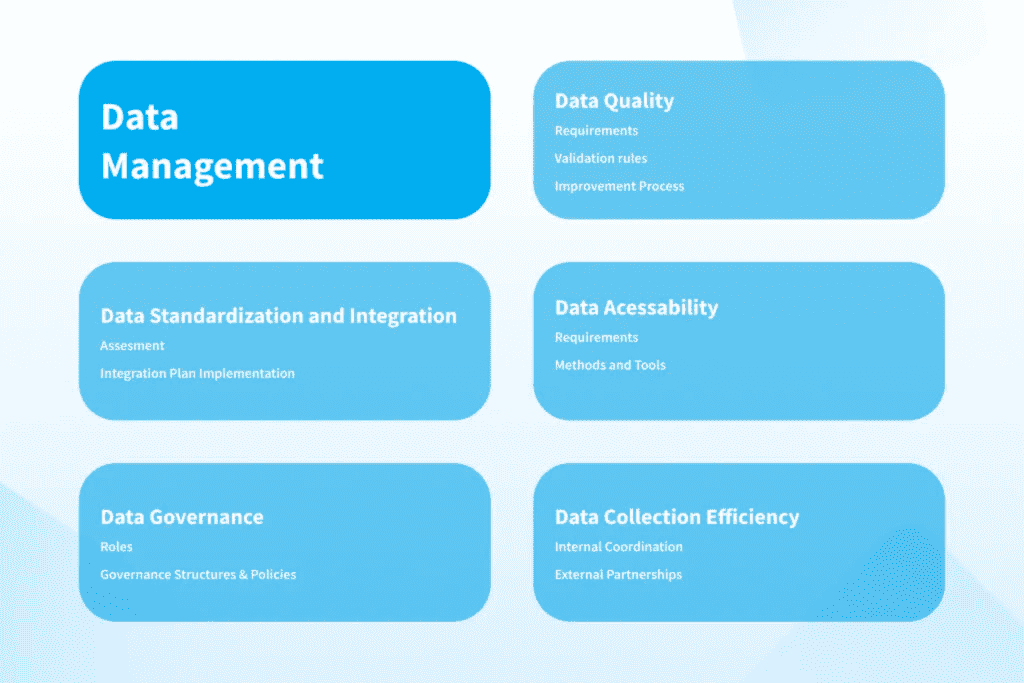 Data
Management
Data Quality
Requirements
Validation rules
Improvement Process
Data Standardization and Integration
Assesment
Integration Plan Implementation
Data Acessability
Requirements
Methods and Tools
Data Governance
Roles
Governance Structures & Policies
Data Collection Efficiency
Internal Coordination
External Partnerships